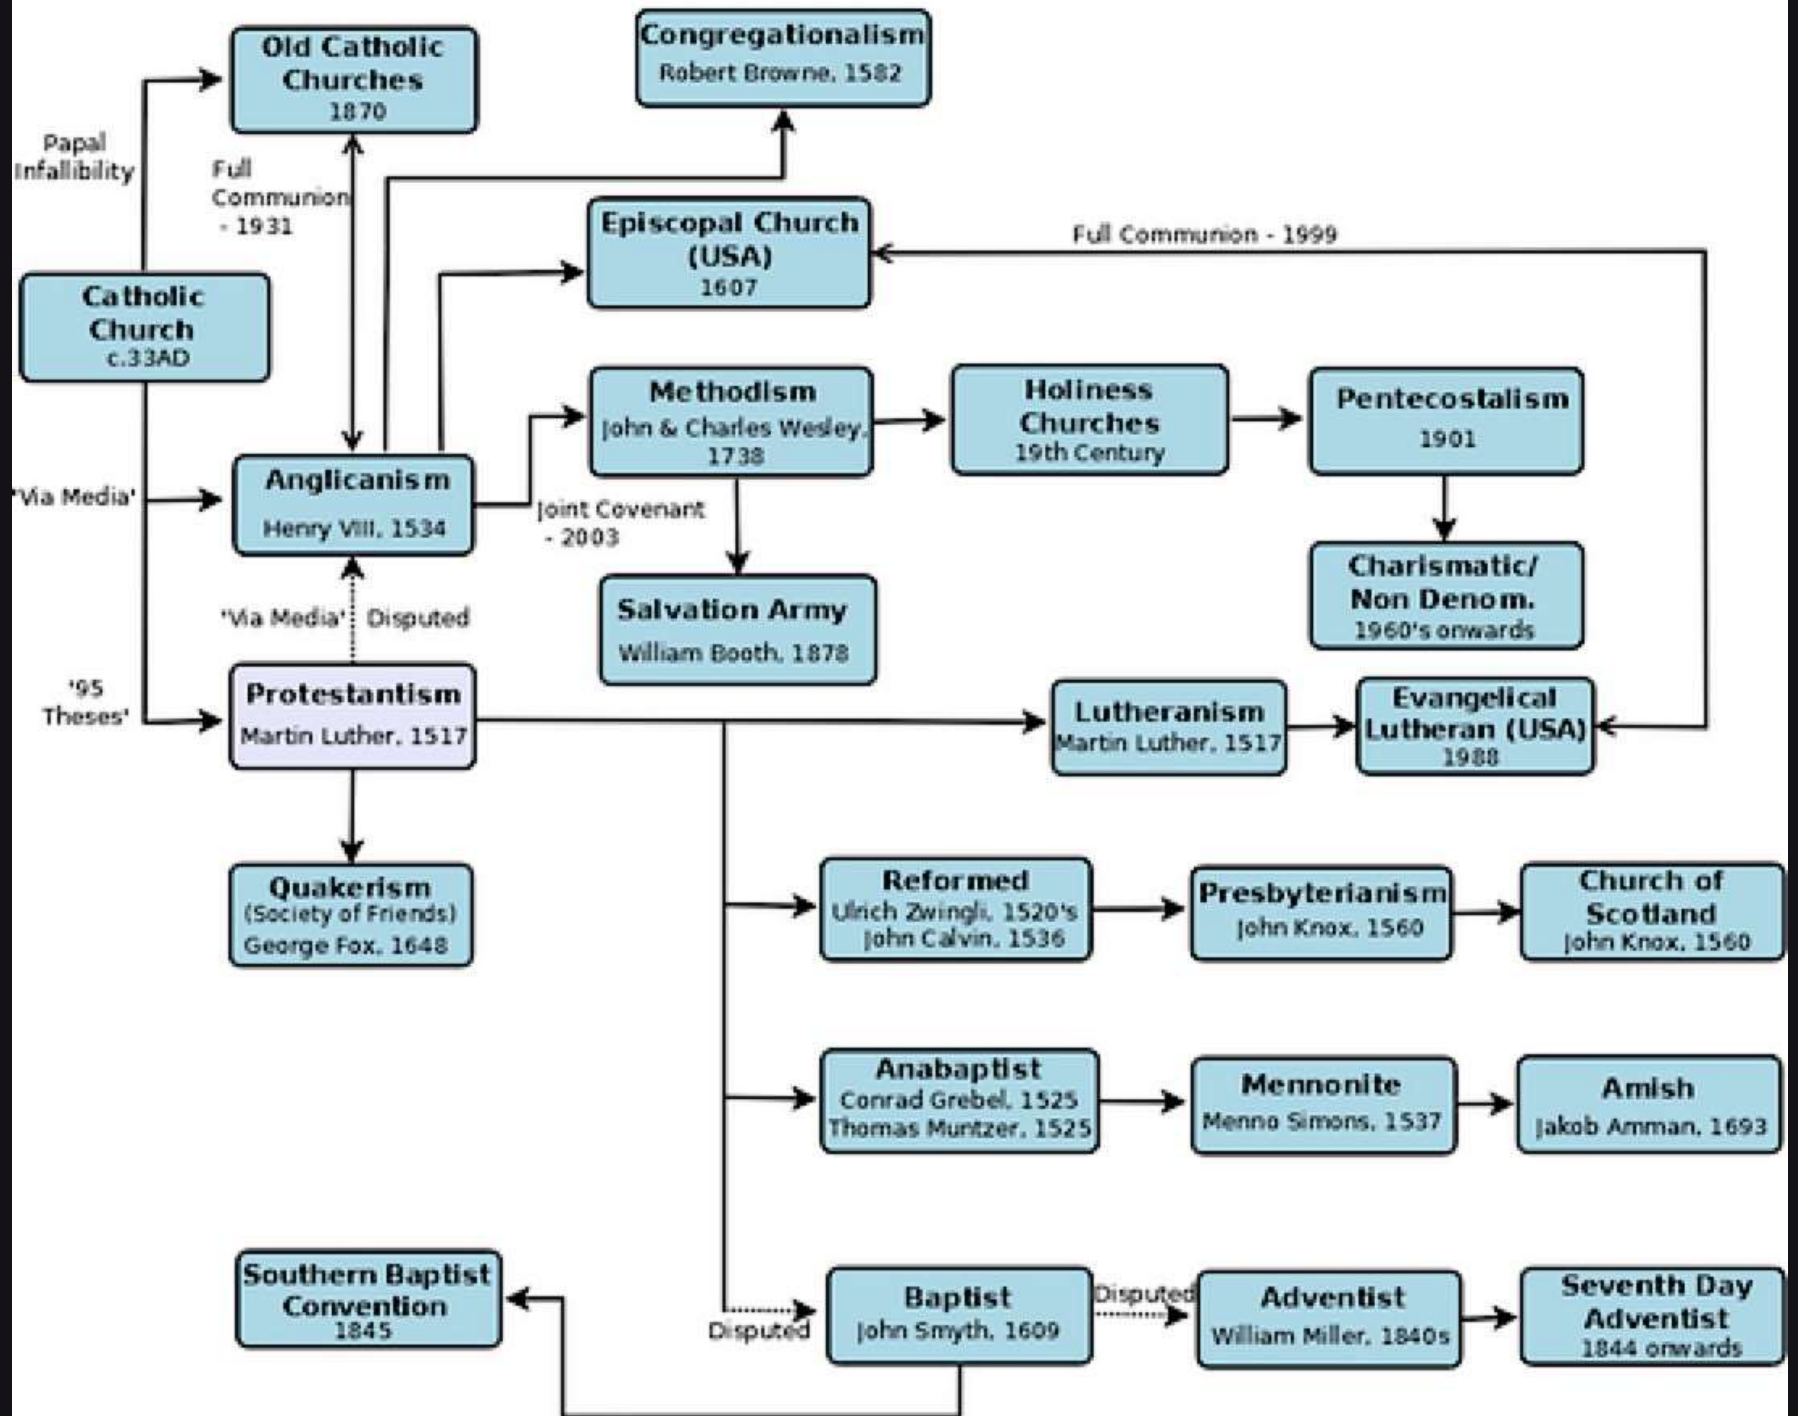 Old Catholic
Churches
1870
Congregationalism
Robert Browne, 1582
Papal
Infallibility
Full
Communion
- 1931
Episcopal Church
(USA)
1607
Full Communion - 1999
Catholic
Church
c.33AD
Methodism
John & Charles Wesley,
1738
Holiness
Churches
19th Century
Pentecostalism
1901
'Via Media'
Anglicanism
Henry VIII, 1534
Joint Covenant
- 2003
Charismatic/
Non Denom.
1960's onwards
'Via Media'
Disputed
Salvation Army
William Booth, 1878
'95
Theses'
Protestantism
Martin Luther, 1517
Lutheranism
Martin Luther, 1517
Evangelical
Lutheran (USA)
1988
Quakerism
(Society of Friends)
George Fox, 1648
Reformed
Ulrich Zwingli, 1520's
John Calvin, 1536
Presbyterianism
John Knox, 1560
Church of
Scotland
John Knox, 1560
Anabaptist
Conrad Grebel, 1525
Thomas Muntzer, 1525
Mennonite
Menno Simons, 1537
Amish
Jakob Amman, 1693
Southern Baptist
Convention
1845
Disputed
Baptist
John Smyth, 1609
Disputed
Adventist
William Miller, 1840s
Seventh Day
Adventist
1844 onwards